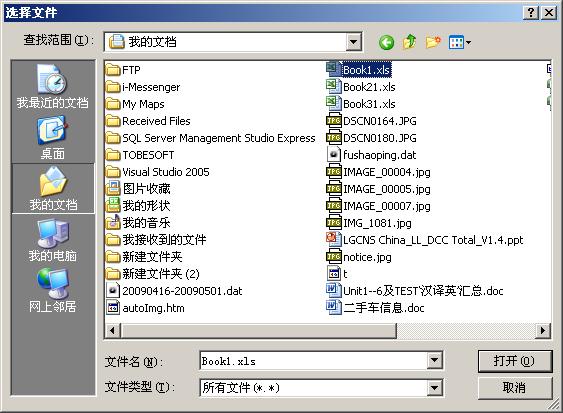 选择文件
查找范围(I):
我的文档
我最近的文档
桌面
我的文档
我的电脑
网上邻居
FTP
i-Messenger
My Maps
Received Files
SQL Server Management Studio Express
TOBESOFT
Visual Studio 2005
图片收藏
我的形状
我的音乐
我接收到的文件
新建文件夹
新建文件夹 (2)
20090416-20090501.dat
autoImg.htm
Book1.xls
Book21.xls
Book31.xls
DSCN0164.JPG
DSCN0180.JPG
fushaoping.dat
IMAGE_00004.jpg
IMAGE_00005.jpg
IMAGE_00007.jpg
IMG_1081.jpg
LGCNS China_LL_DCC Total_V1.4.ppt
notice.jpg
t
Unit1--6及TEST汉译英汇总.doc
二手车信息.doc
文件名(N):
Book1.xls
打开(O)
文件类型(T):
所有文件(*.*)
取消